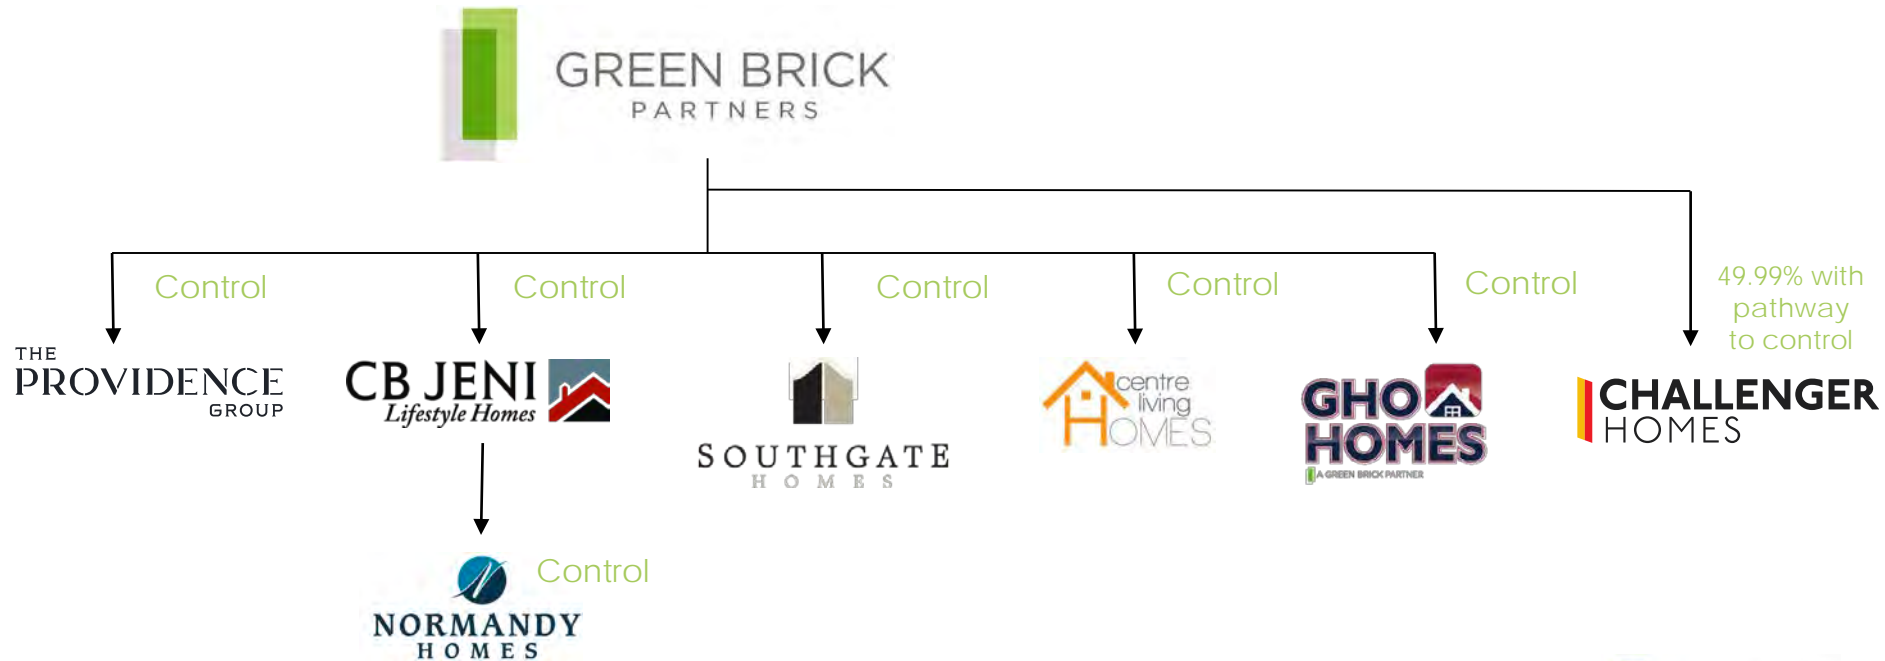 GREEN BRICK
PARTNERS
Control
Control
Control
Control
Control
49.99% with
pathway
to control
THE
PROVIDENCE
GROUP
CB JENI
Lifestyle Homes
SOUTHGATE
HOMES
centre
living
HOMES
GHO
HOMES
A GREEN BRICK PARTNER
CHALLENGER
HOMES
Control
NORMANDY
HOMES